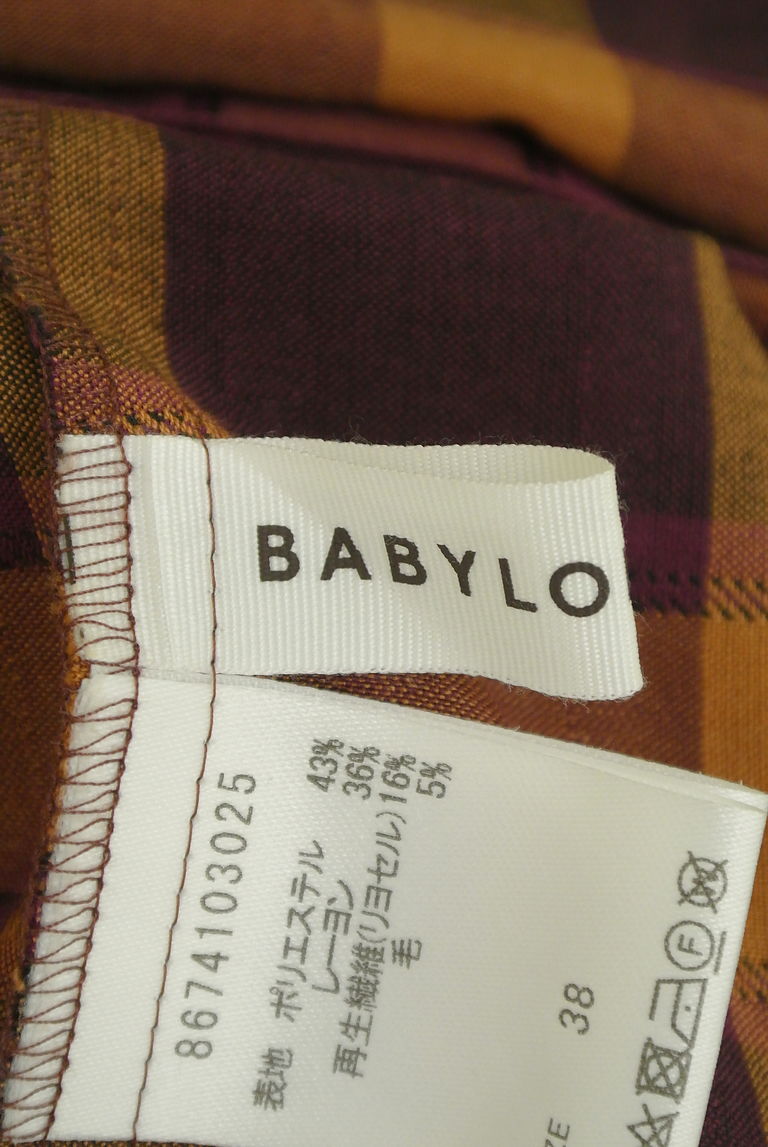 BABYLO
8674103025
表地 ポリエステル 43%
レーヨン 36%
再生繊維(リヨセル) 16%
毛 5%
38
ZE
F